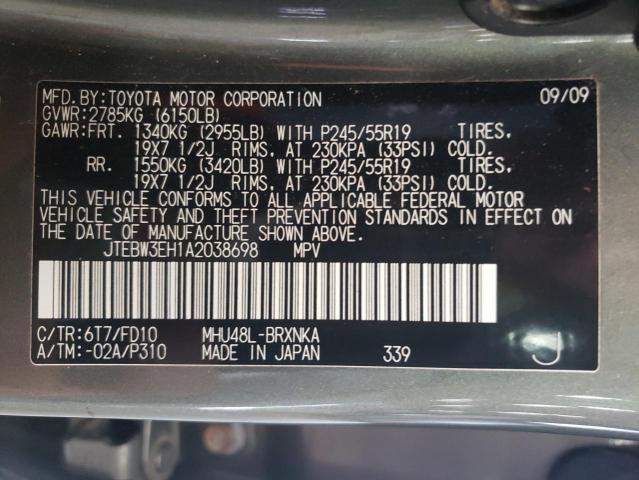 MFD.BY:TOYOTA MOTOR CORPORATION 09/09
GVWR:2785KG (6150LB)
GAWR:FRT. 1340KG (2955LB) WITH P245/55R19 TIRES,
19X7 1/2J RIMS, AT 230KPA (33PSI) COLD.
RR. 1550KG (3420LB) WITH P245/55R19 TIRES,
19X7 1/2J RIMS, AT 230KPA (33PSI) COLD.
THIS VEHICLE CONFORMS TO ALL APPLICABLE FEDERAL MOTOR
VEHICLE SAFETY AND THEFT PREVENTION STANDARDS IN EFFECT ON
THE DATE OF MANUFACTURE SHOWN ABOVE.
JTEBW3EH1A2038698 MPV
C/TR:6T7/FD10 MHU48L-BRXNKA
A/TM:-02A/P310 MADE IN JAPAN 339 J